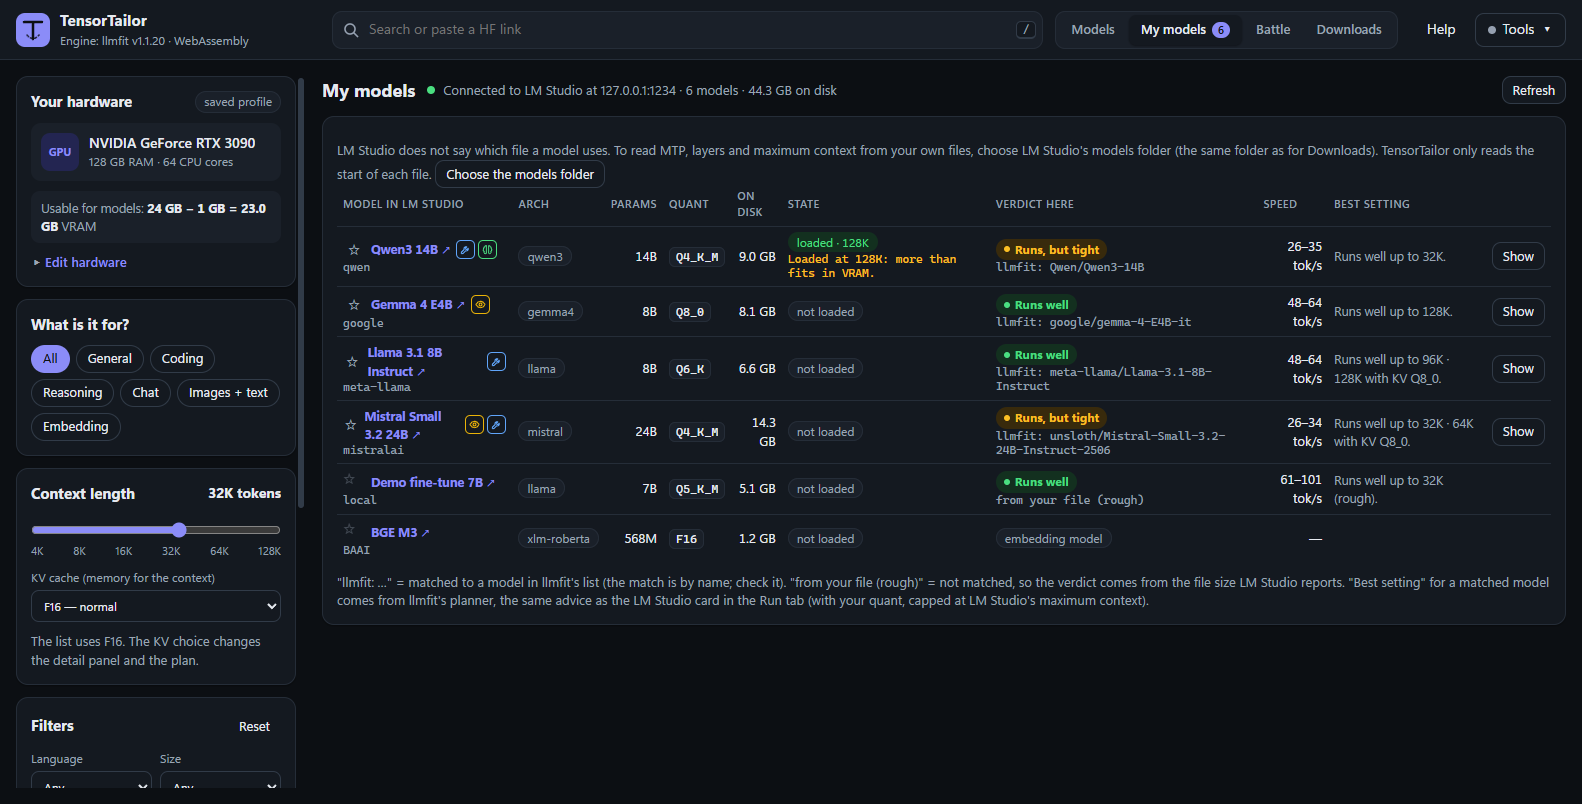 TensorTailor
Engine: llmfit v1.1.20 · WebAssembly
Search or paste a HF link
/
Models
My models 6
Battle
Downloads
Help
Tools ▾
Your hardware
saved profile
GPU
NVIDIA GeForce RTX 3090
128 GB RAM · 64 CPU cores
Usable for models: 24 GB − 1 GB = 23.0
GB VRAM
▸ Edit hardware
What is it for?
All
General
Coding
Reasoning
Chat
Images + text
Embedding
Context length
32K tokens
4K 8K 16K 32K 64K 128K
KV cache (memory for the context)
F16 — normal
The list uses F16. The KV choice changes
the detail panel and the plan.
Filters
Reset
Language
Size
Any
Any
My models
Connected to LM Studio at 127.0.0.1:1234 · 6 models · 44.3 GB on disk
Refresh
LM Studio does not say which file a model uses. To read MTP, layers and maximum context from your own files, choose LM Studio's models folder (the same folder as for Downloads). TensorTailor only reads the
start of each file. Choose the models folder
MODEL IN LM STUDIO ARCH PARAMS QUANT ON DISK STATE VERDICT HERE SPEED BEST SETTING
☆ Qwen3 14B ↗
qwen
qwen3
14B
Q4_K_M
9.0 GB
loaded · 128K
Loaded at 128K: more than
fits in VRAM.
Runs, but tight
llmfit: Qwen/Qwen3-14B
26–35
tok/s
Runs well up to 32K.
Show
☆ Gemma 4 E4B ↗
google
gemma4
8B
Q8_0
8.1 GB
not loaded
Runs well
llmfit: google/gemma-4-E4B-it
48–64
tok/s
Runs well up to 128K.
Show
☆ Llama 3.1 8B
Instruct ↗
meta-llama
llama
8B
Q6_K
6.6 GB
not loaded
Runs well
llmfit: meta-llama/Llama-3.1-8B-
Instruct
48–64
tok/s
Runs well up to 96K ·
128K with KV Q8_0.
Show
☆ Mistral Small
3.2 24B ↗
mistralai
mistral
24B
Q4_K_M
14.3
GB
not loaded
Runs, but tight
llmfit: unsloth/Mistral-Small-3.2-
24B-Instruct-2506
26–34
tok/s
Runs well up to 32K · 64K
with KV Q8_0.
Show
☆ Demo fine-tune 7B ↗
local
llama
7B
Q5_K_M
5.1 GB
not loaded
Runs well
from your file (rough)
61–101
tok/s
Runs well up to 32K
(rough).
☆ BGE M3 ↗
BAAI
xlm-roberta
568M
F16
1.2 GB
not loaded
embedding model
—
"llmfit: ..." = matched to a model in llmfit's list (the match is by name; check it). "from your file (rough)" = not matched, so the verdict comes from the file size LM Studio reports. "Best setting" for a matched model
comes from llmfit's planner, the same advice as the LM Studio card in the Run tab (with your quant, capped at LM Studio's maximum context).